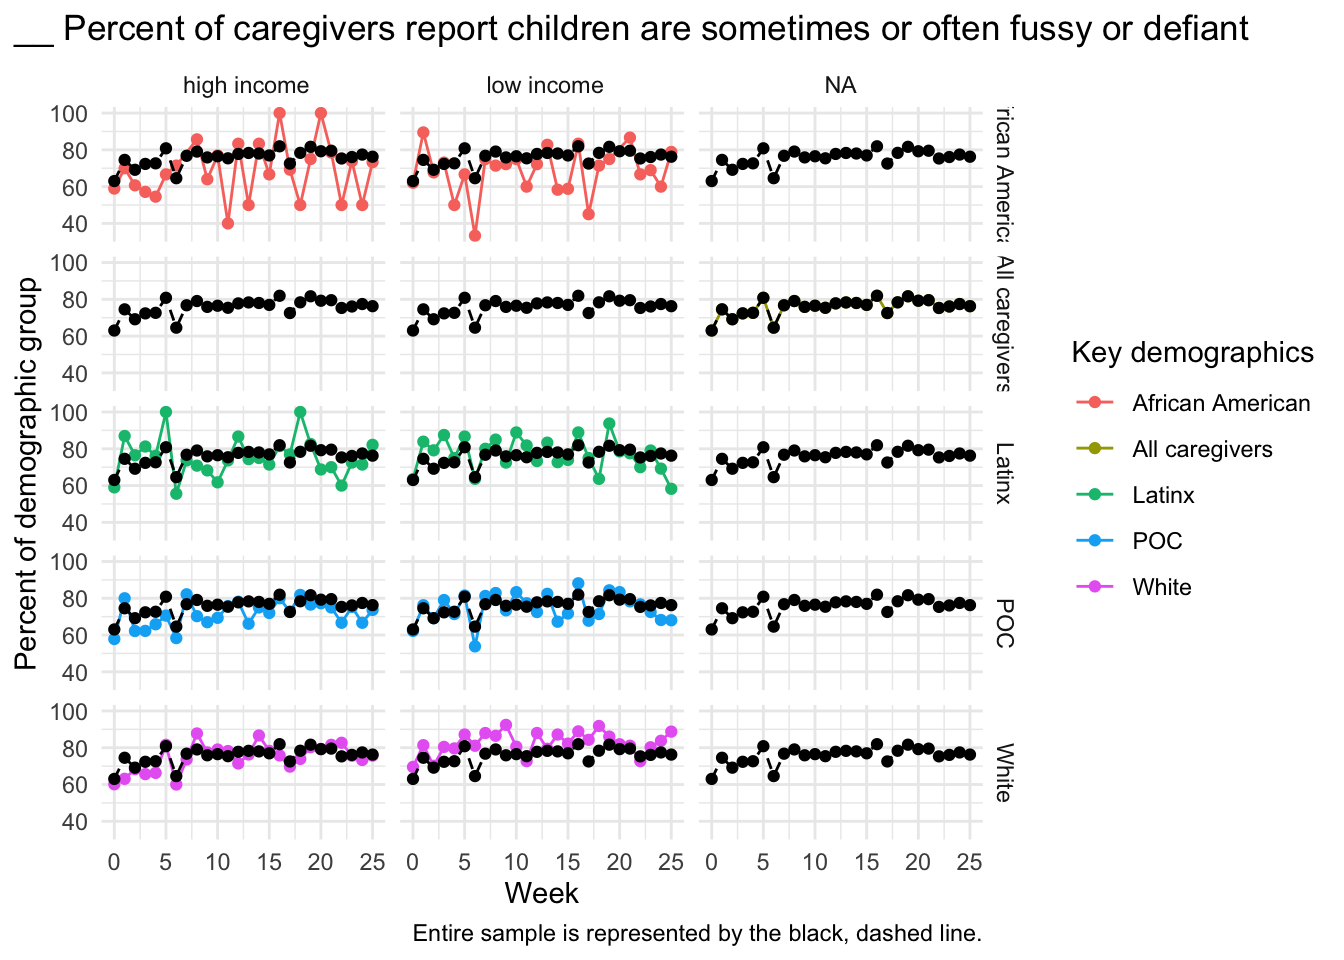 __ Percent of caregivers report children are sometimes or often fussy or defiant
high income low income NA
100
80
60
40
rican America
100
80
60
40
All caregivers
100
80
60
40
Latinx
100
80
60
40
POC
100
80
60
40
White
Percent of demographic group
0 5 10 15 20 25 0 5 10 15 20 25 0 5 10 15 20 25
Week
Entire sample is represented by the black, dashed line.
Key demographics
African American
All caregivers
Latinx
POC
White